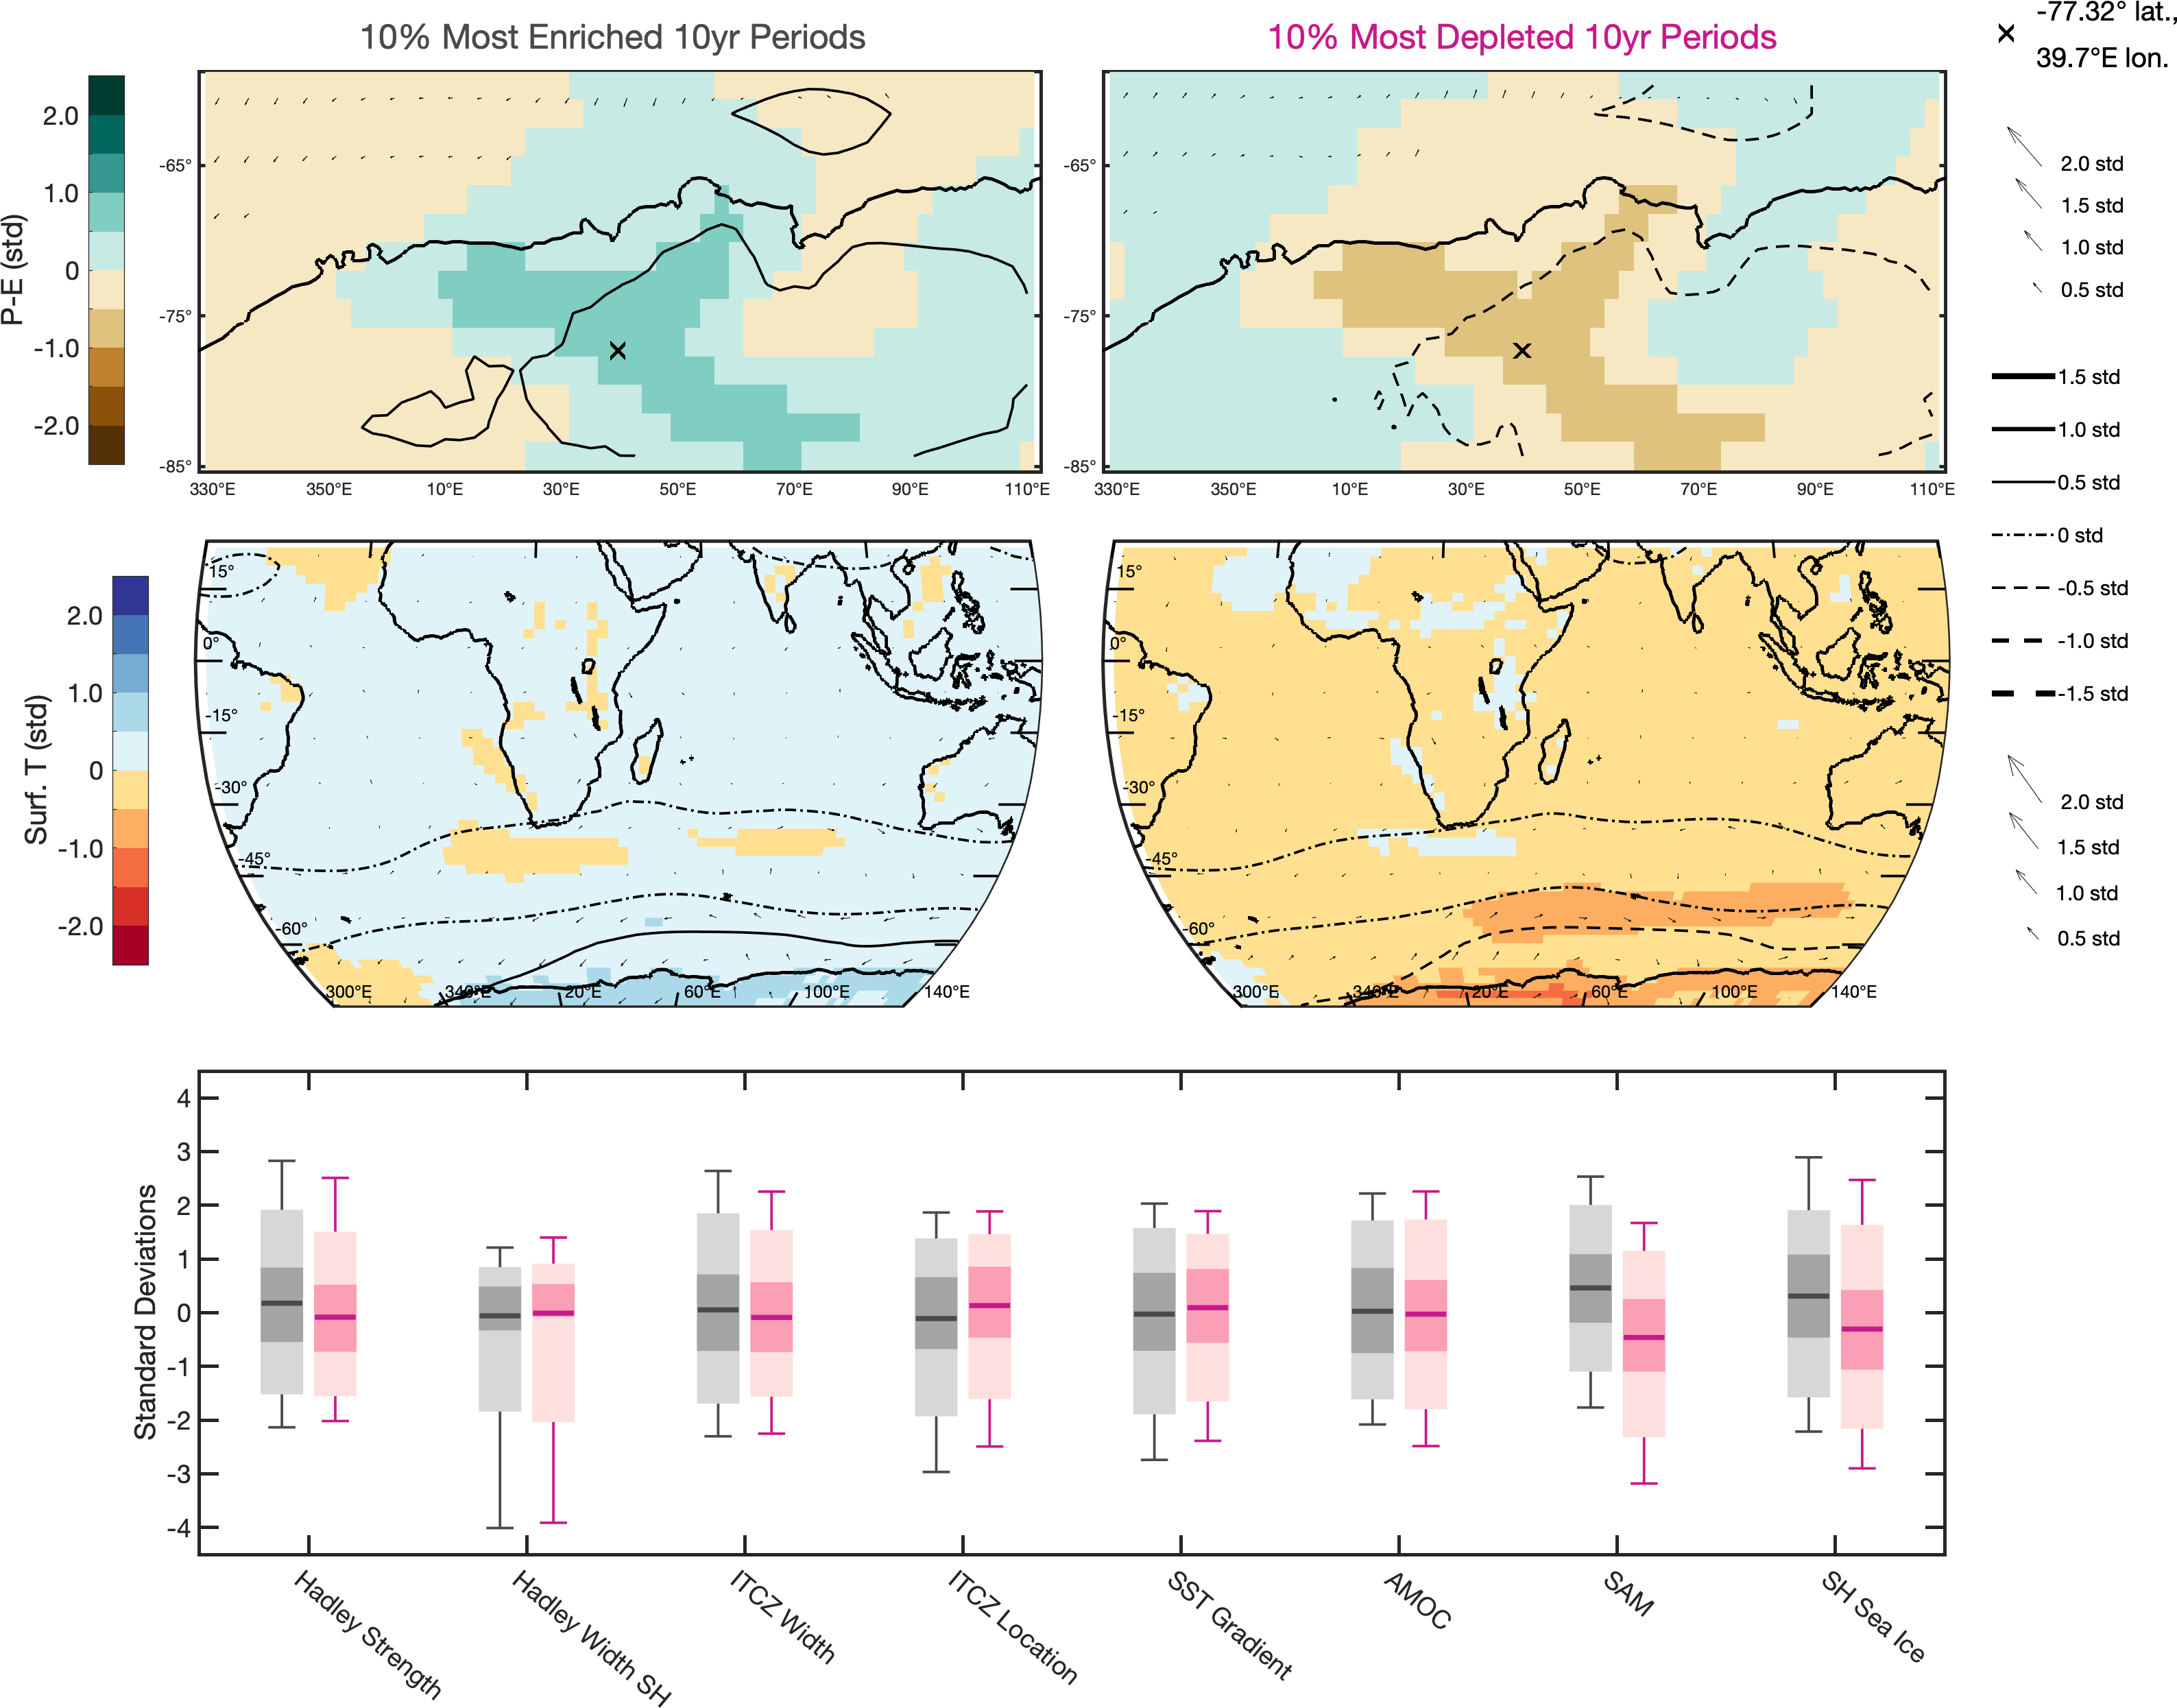 10% Most Enriched 10yr Periods
10% Most Depleted 10yr Periods
-77.32° lat.,
39.7°E lon.
P-E (std)
2.0
1.0
0
-1.0
-2.0
-65°
-75°
-85°
330°E 350°E 10°E 30°E 50°E 70°E 90°E 110°E
-65°
-75°
-85°
330°E 350°E 10°E 30°E 50°E 70°E 90°E 110°E
2.0 std
1.5 std
1.0 std
0.5 std
1.5 std
1.0 std
0.5 std
0 std
-0.5 std
-1.0 std
-1.5 std
2.0 std
1.5 std
1.0 std
0.5 std
Surf. T (std)
2.0
1.0
0
-1.0
-2.0
15°
0°
-15°
-30°
-45°
-60°
300°E 340°E 20°E 60°E 100°E 140°E
15°
0°
-15°
-30°
-45°
-60°
300°E 340°E 20°E 60°E 100°E 140°E
Standard Deviations
4
3
2
1
0
-1
-2
-3
-4
Hadley Strength
Hadley Width SH
ITCZ Width
ITCZ Location
SST Gradient
AMOC
SAM
SH Sea Ice